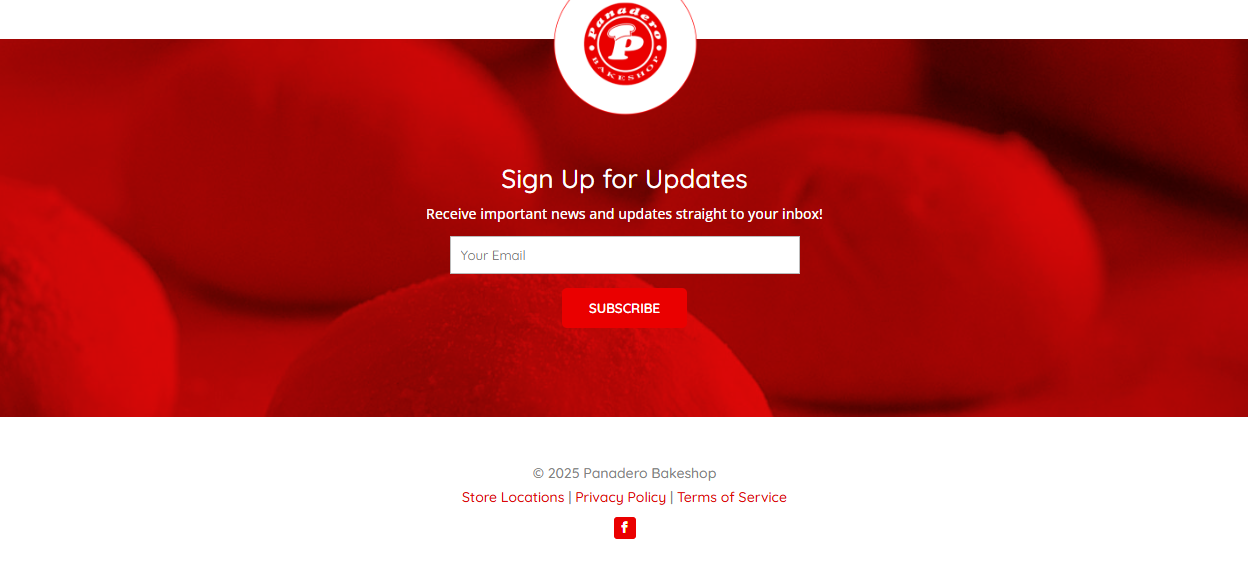 Panadero
P
BAKESHOP
Sign Up for Updates
Receive important news and updates straight to your inbox!
Your Email
SUBSCRIBE
© 2025 Panadero Bakeshop
Store Locations | Privacy Policy | Terms of Service
f